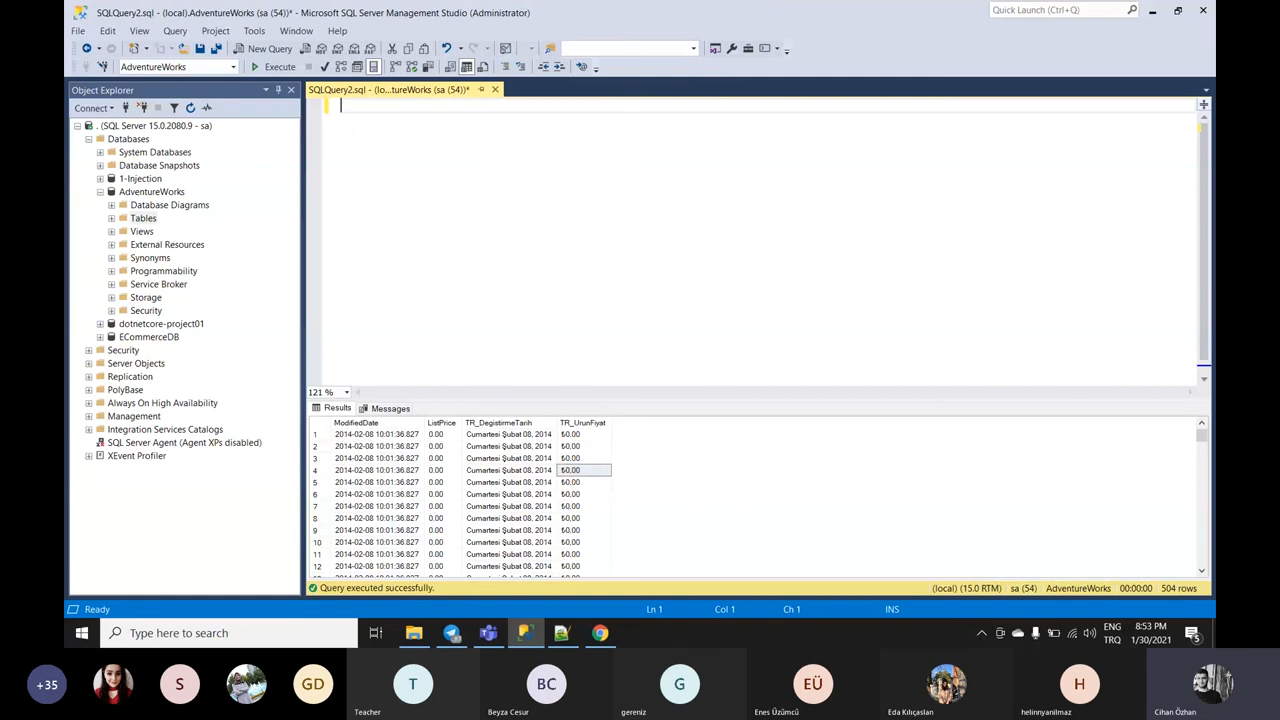 SQLQuery2.sql - (local).AdventureWorks (sa (54))* - Microsoft SQL Server Management Studio (Administrator)
Quick Launch (Ctrl+Q)
File Edit View Query Project Tools Window Help
New Query
AdventureWorks
Execute
Object Explorer
SQLQuery2.sql - (lo...tureWorks (sa (54))*
Connect
. (SQL Server 15.0.2080.9 - sa)
Databases
System Databases
Database Snapshots
1-Injection
AdventureWorks
Database Diagrams
Tables
Views
External Resources
Synonyms
Programmability
Service Broker
Storage
Security
dotnetcore-project01
ECommerceDB
Security
Server Objects
Replication
PolyBase
Always On High Availability
Management
Integration Services Catalogs
SQL Server Agent (Agent XPs disabled)
XEvent Profiler
121 %
Results Messages
ModifiedDate ListPrice TR_DegistirmeTarih TR_UrunFiyat
1 2014-02-08 10:01:36.827 0.00 Cumartesi Şubat 08, 2014 ₺0,00
2 2014-02-08 10:01:36.827 0.00 Cumartesi Şubat 08, 2014 ₺0,00
3 2014-02-08 10:01:36.827 0.00 Cumartesi Şubat 08, 2014 ₺0,00
4 2014-02-08 10:01:36.827 0.00 Cumartesi Şubat 08, 2014 ₺0,00
5 2014-02-08 10:01:36.827 0.00 Cumartesi Şubat 08, 2014 ₺0,00
6 2014-02-08 10:01:36.827 0.00 Cumartesi Şubat 08, 2014 ₺0,00
7 2014-02-08 10:01:36.827 0.00 Cumartesi Şubat 08, 2014 ₺0,00
8 2014-02-08 10:01:36.827 0.00 Cumartesi Şubat 08, 2014 ₺0,00
9 2014-02-08 10:01:36.827 0.00 Cumartesi Şubat 08, 2014 ₺0,00
10 2014-02-08 10:01:36.827 0.00 Cumartesi Şubat 08, 2014 ₺0,00
11 2014-02-08 10:01:36.827 0.00 Cumartesi Şubat 08, 2014 ₺0,00
12 2014-02-08 10:01:36.827 0.00 Cumartesi Şubat 08, 2014 ₺0,00
Query executed successfully.
(local) (15.0 RTM) sa (54) AdventureWorks 00:00:00 504 rows
Ready
Ln 1 Col 1 Ch 1 INS
Type here to search
ENG 8:53 PM
TRQ 1/30/2021
5
+35 S GD T BC G EÜ H
Teacher Beyza Cesur gereniz Enes Üzümcü Eda Kılıçaslan helinnyanilmaz Cihan Özhan